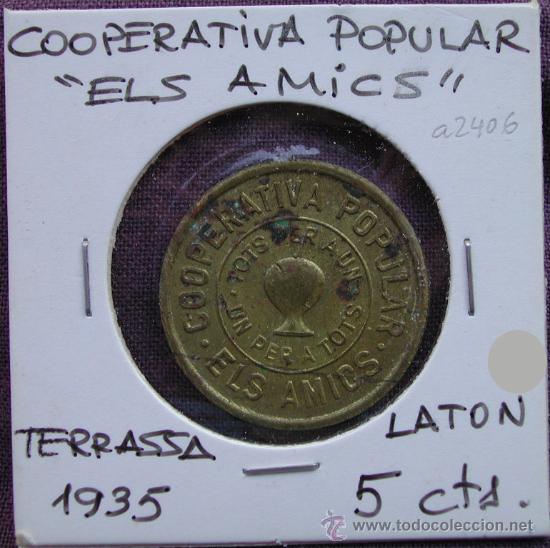 COOPERATIVA POPULAR
"ELS AMICS"
a2406
COOPERATIVA POPULAR
· ELS AMICS ·
TOTS PER A UN
· UN PER A TOTS ·
TERRASSA
LATON
1935
5 cts.
www.todocoleccion.net